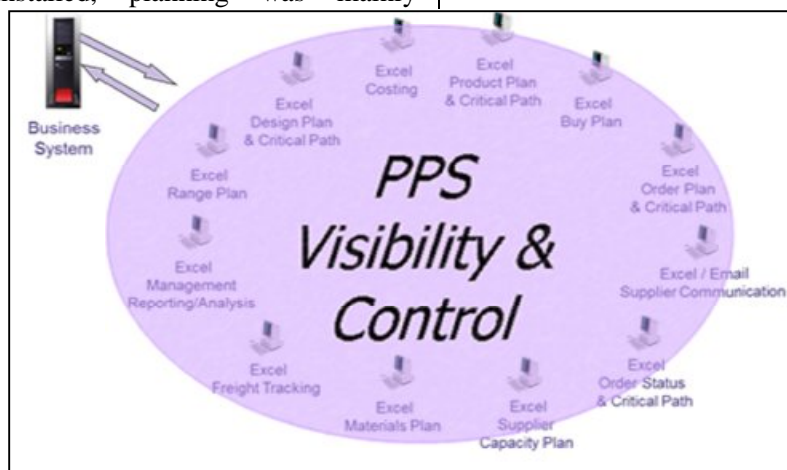 planning was mainly
Business
System
Excel
Costing
Excel
Product Plan
& Critical Path
Excel
Design Plan
& Critical Path
Excel
Buy Plan
Excel
Range Plan
Excel
Order Plan
& Critical Path
PPS
Visibility &
Control
Excel
Management
Reporting/Analysis
Excel / Email
Supplier Communication
Excel
Freight Tracking
Excel
Order Status
& Critical Path
Excel
Materials Plan
Excel
Supplier
Capacity Plan